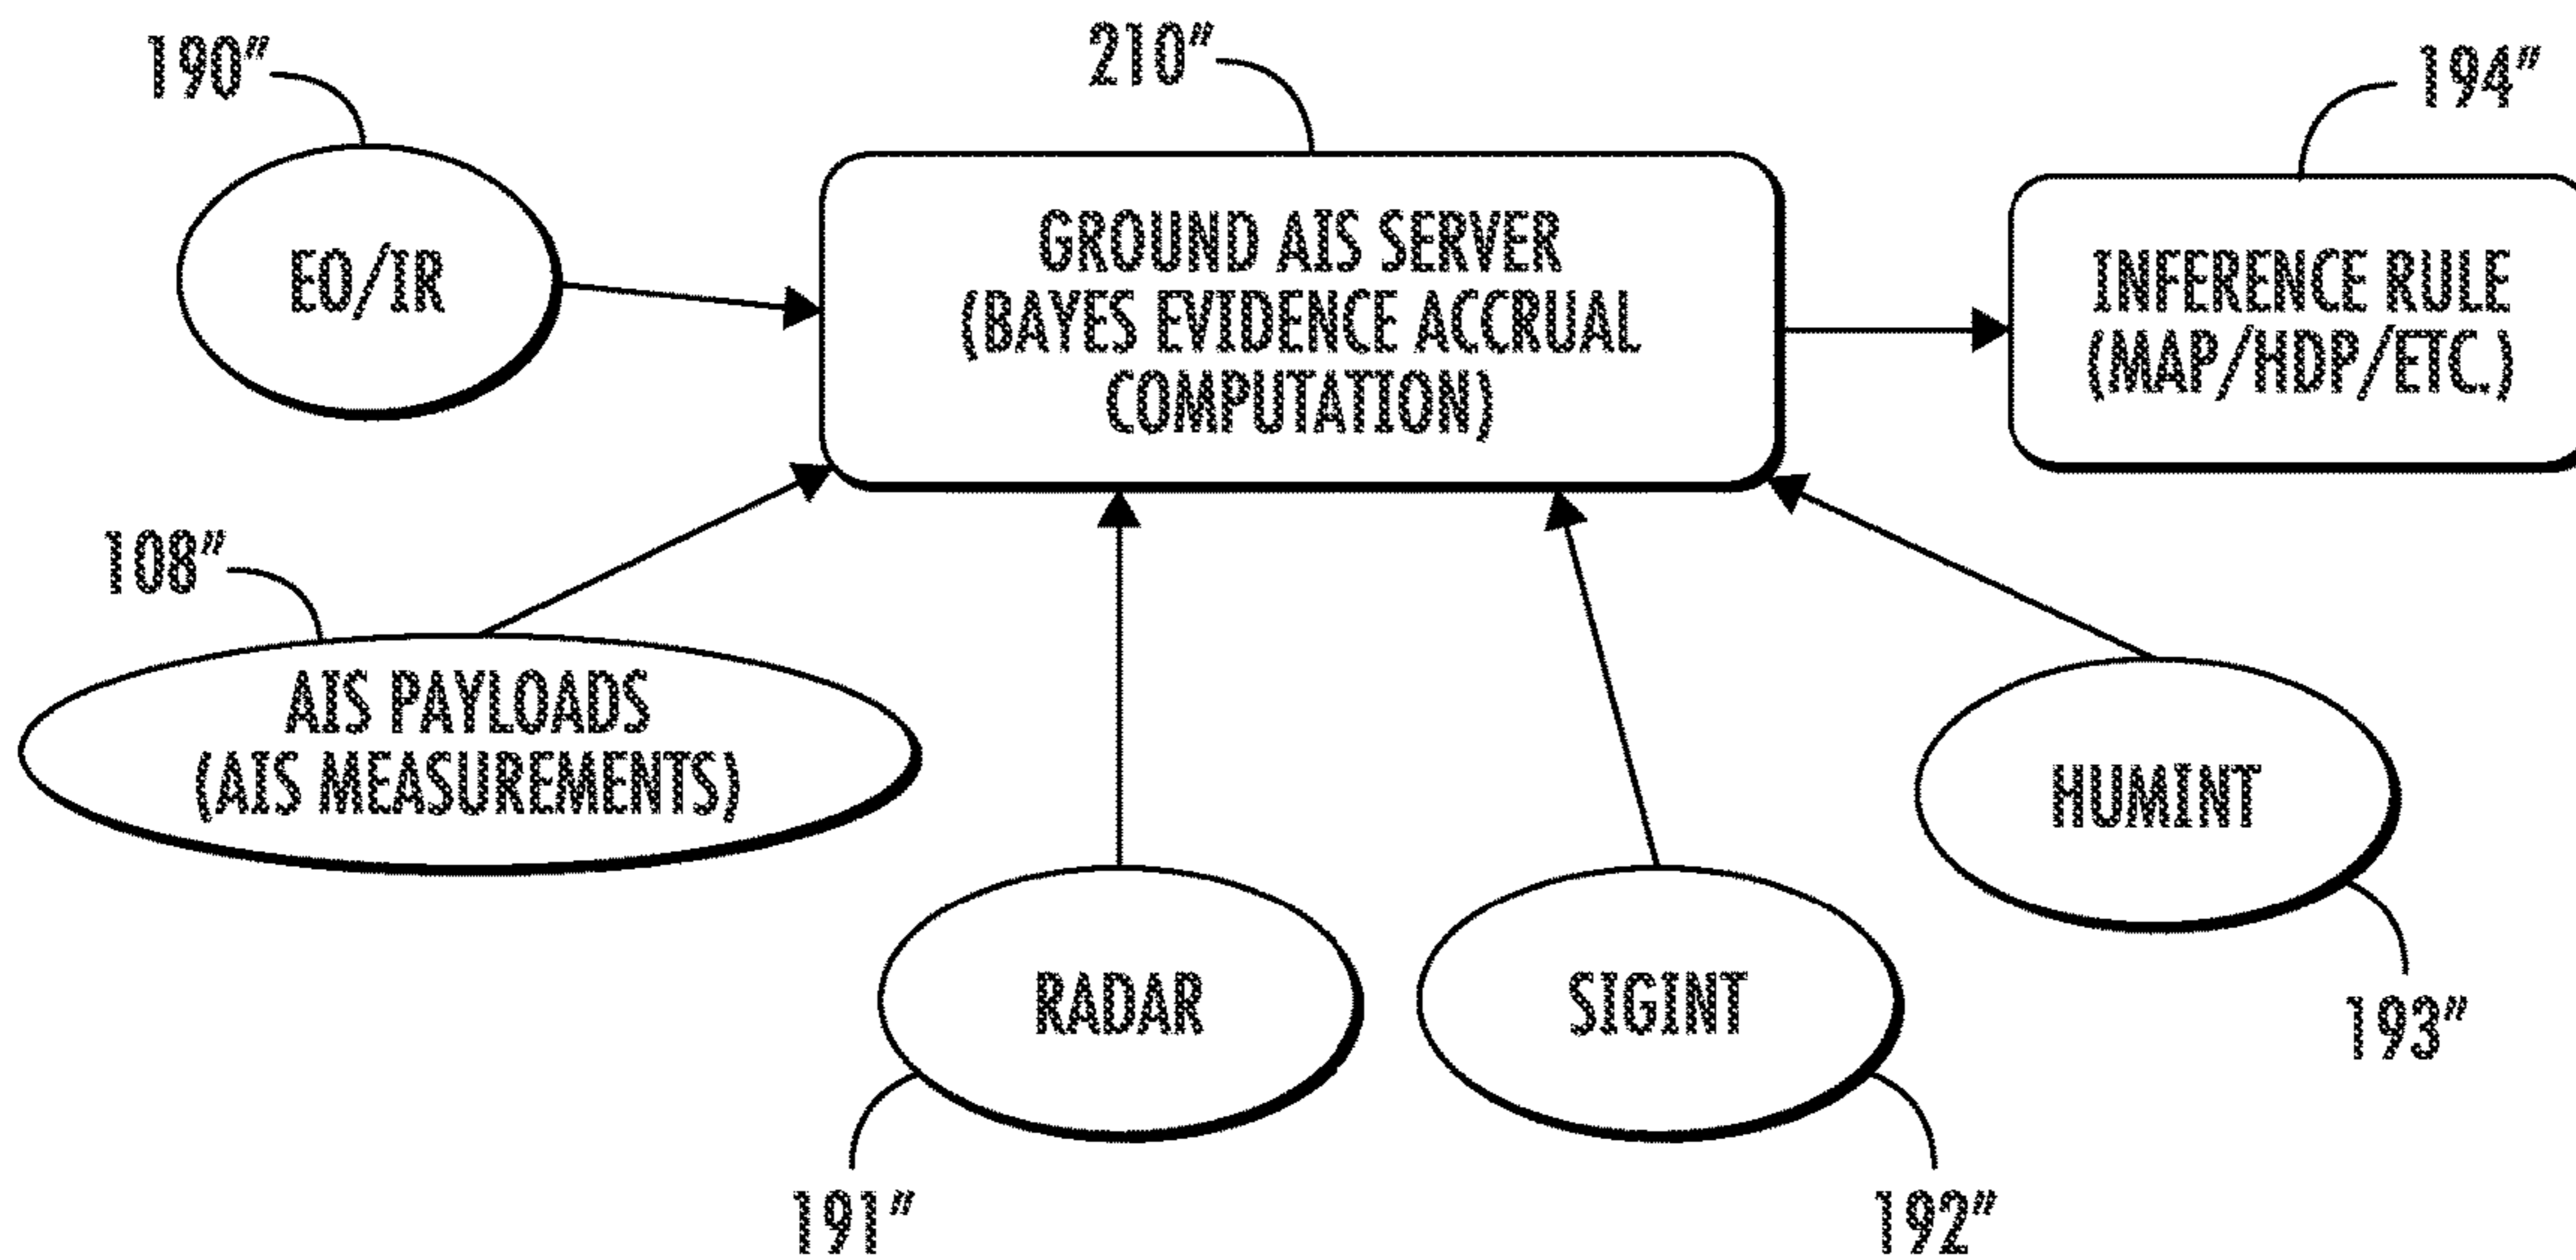 190"
210"
194"
EO/IR
GROUND AIS SERVER
(BAYES EVIDENCE ACCRUAL
COMPUTATION)
INFERENCE RULE
(MAP/HDP/ETC.)
108"
AIS PAYLOADS
(AIS MEASUREMENTS)
HUMINT
RADAR
SIGINT
193"
191"
192"